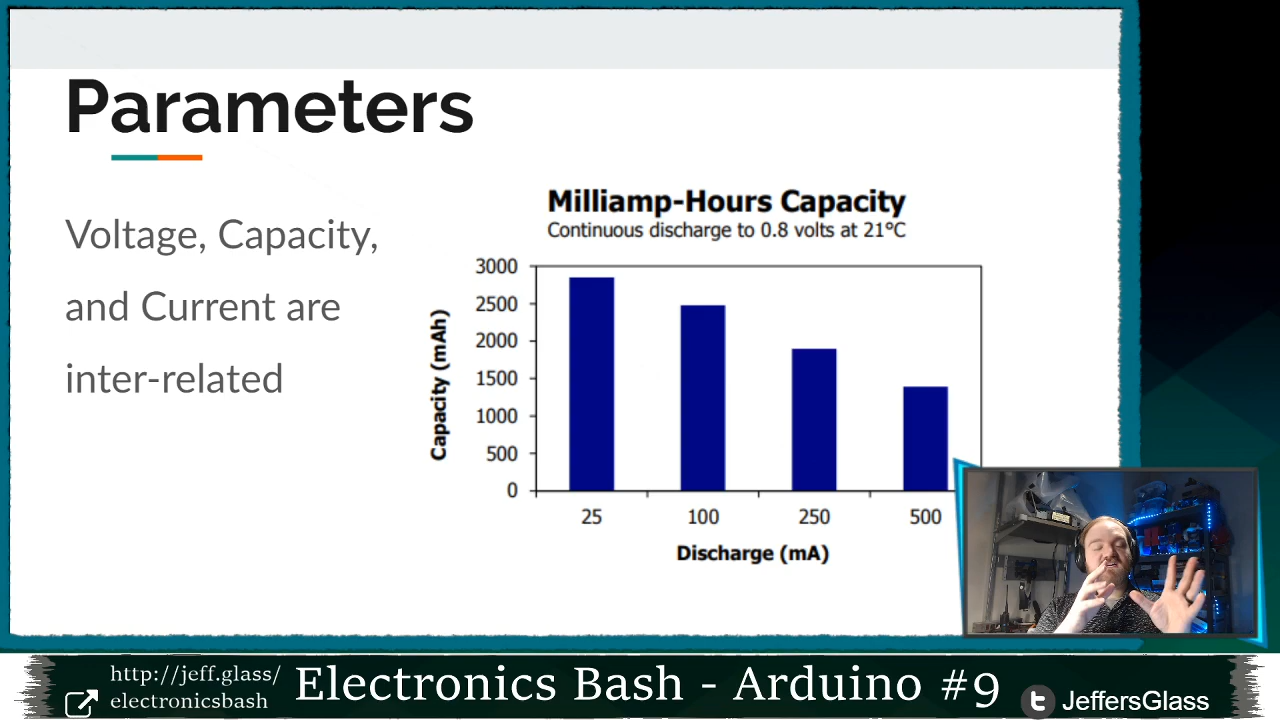 Parameters
Voltage, Capacity,
and Current are
inter-related
Milliamp-Hours Capacity
Continuous discharge to 0.8 volts at 21°C
Capacity (mAh)
3000
2500
2000
1500
1000
500
0
25 100 250 500
Discharge (mA)
http://jeff.glass/
electronicsbash
Electronics Bash - Arduino #9
JeffersGlass